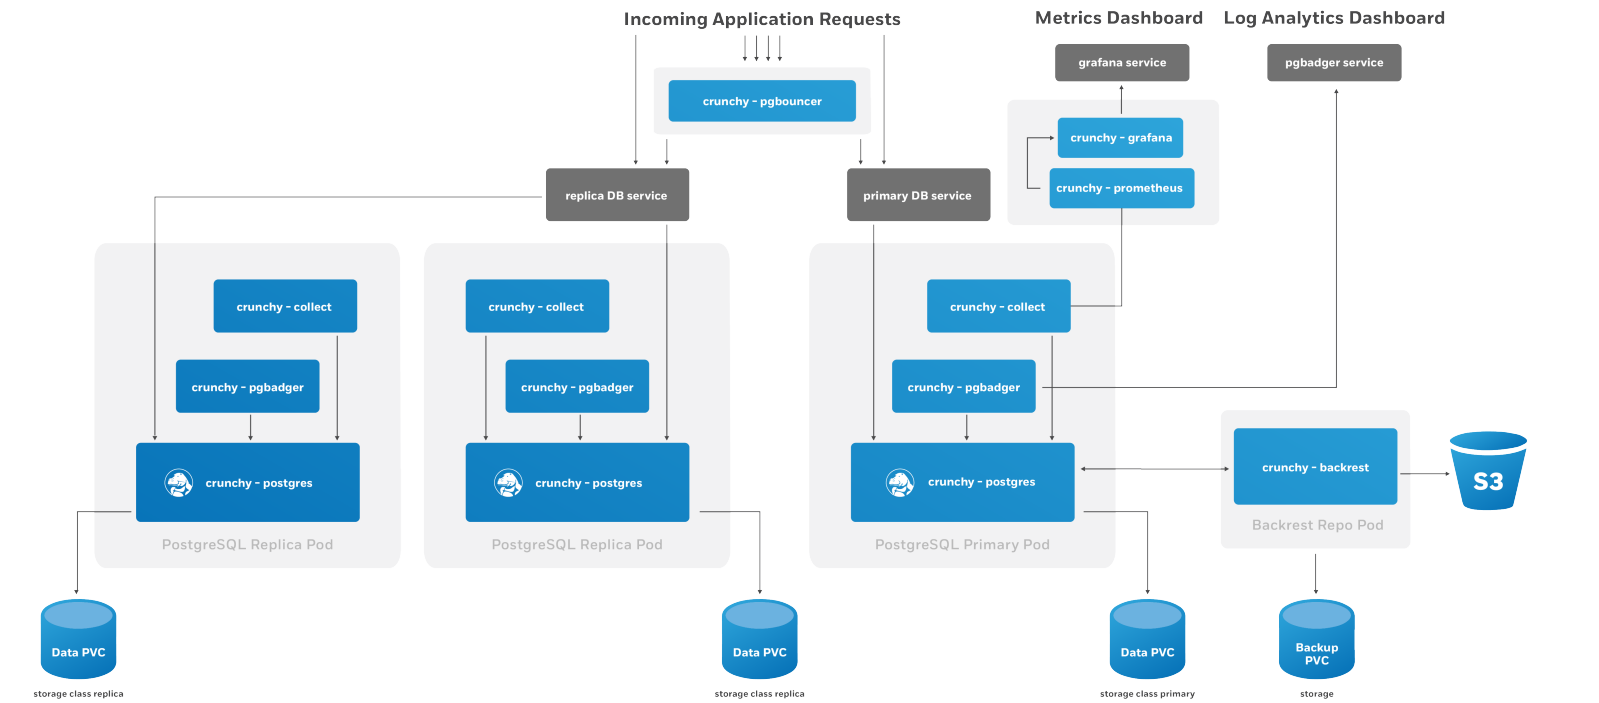 Incoming Application Requests
Metrics Dashboard
Log Analytics Dashboard
grafana service
pgbadger service
crunchy - pgbouncer
crunchy - grafana
crunchy - prometheus
replica DB service
primary DB service
crunchy - collect
crunchy - collect
crunchy - collect
crunchy - pgbadger
crunchy - pgbadger
crunchy - pgbadger
crunchy - postgres
crunchy - postgres
crunchy - postgres
crunchy - backrest
S3
PostgreSQL Replica Pod
PostgreSQL Replica Pod
PostgreSQL Primary Pod
Backrest Repo Pod
Data PVC
Data PVC
Data PVC
Backup
PVC
storage class replica
storage class replica
storage class primary
storage